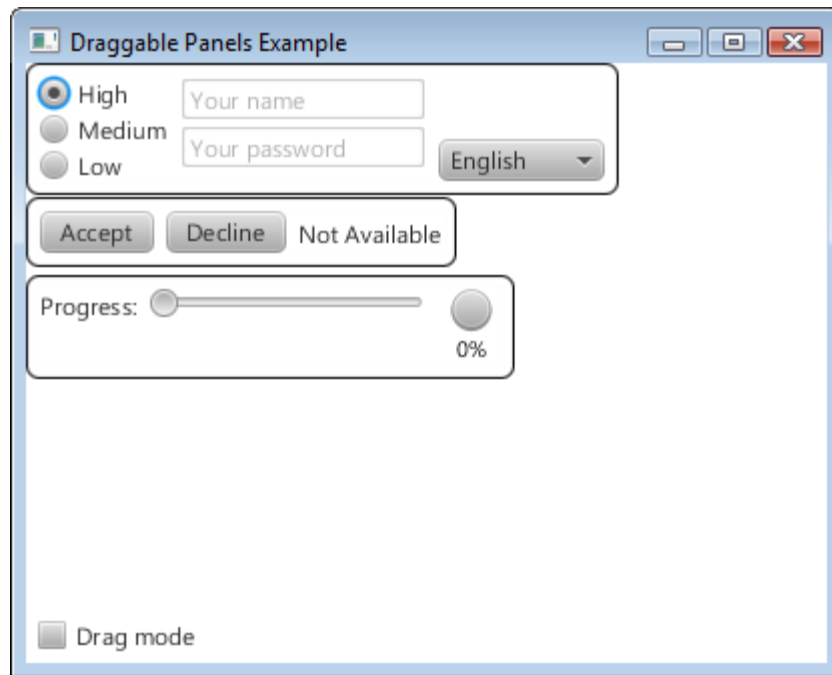 Draggable Panels Example
High
Your name
Medium
Your password
Low
English
Accept
Decline
Not Available
Progress:
0%
Drag mode